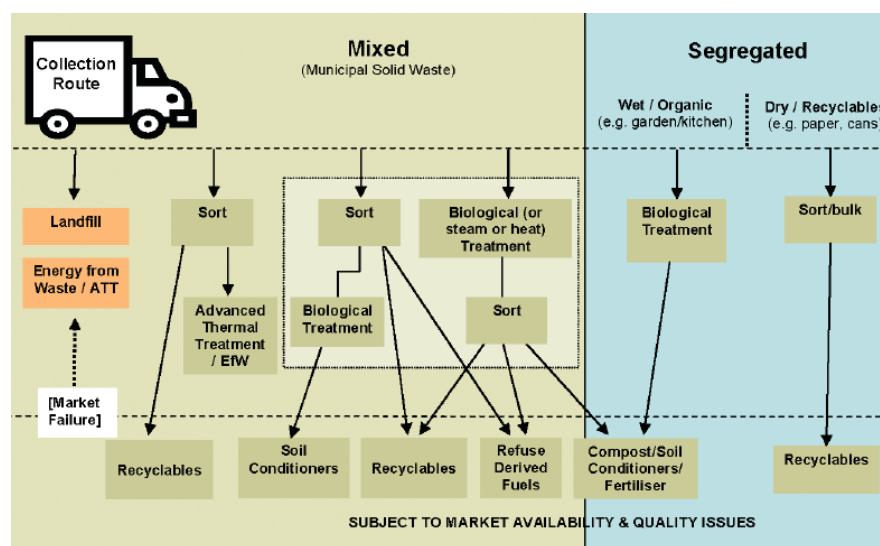 Collection
Route
Mixed
(Municipal Solid Waste)
Segregated
Wet / Organic
(e.g. garden/kitchen)
Dry / Recyclables
(e.g. paper, cans)
Landfill
Energy from
Waste / ATT
[Market
Failure]
Sort
Advanced
Thermal
Treatment
/ EfW
Sort
Biological
Treatment
Biological (or
steam or heat)
Treatment
Sort
Biological
Treatment
Sort/bulk
Recyclables
Soil
Conditioners
Recyclables
Refuse
Derived
Fuels
Compost/Soil
Conditioners/
Fertiliser
Recyclables
SUBJECT TO MARKET AVAILABILITY & QUALITY ISSUES